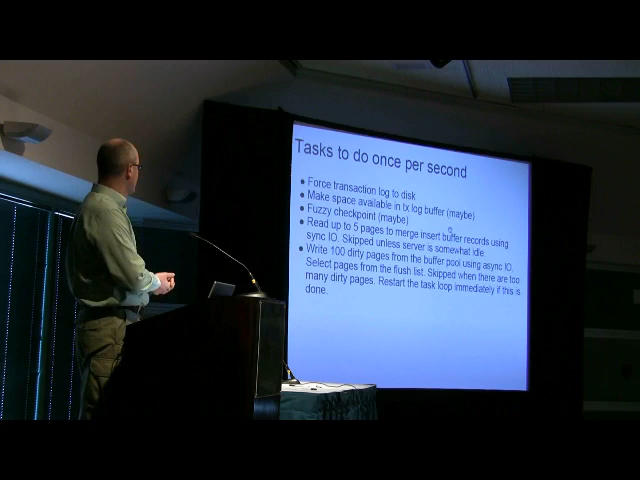 Tasks to do once per second
● Force transaction log to disk
● Make space available in tx log buffer (maybe)
● Fuzzy checkpoint (maybe)
● Read up to 5 pages to merge insert buffer records using
sync IO. Skipped unless server is somewhat idle
● Write 100 dirty pages from the buffer pool using async IO.
Select pages from the flush list. Skipped when there are too
many dirty pages. Restart the task loop immediately if this is
done.